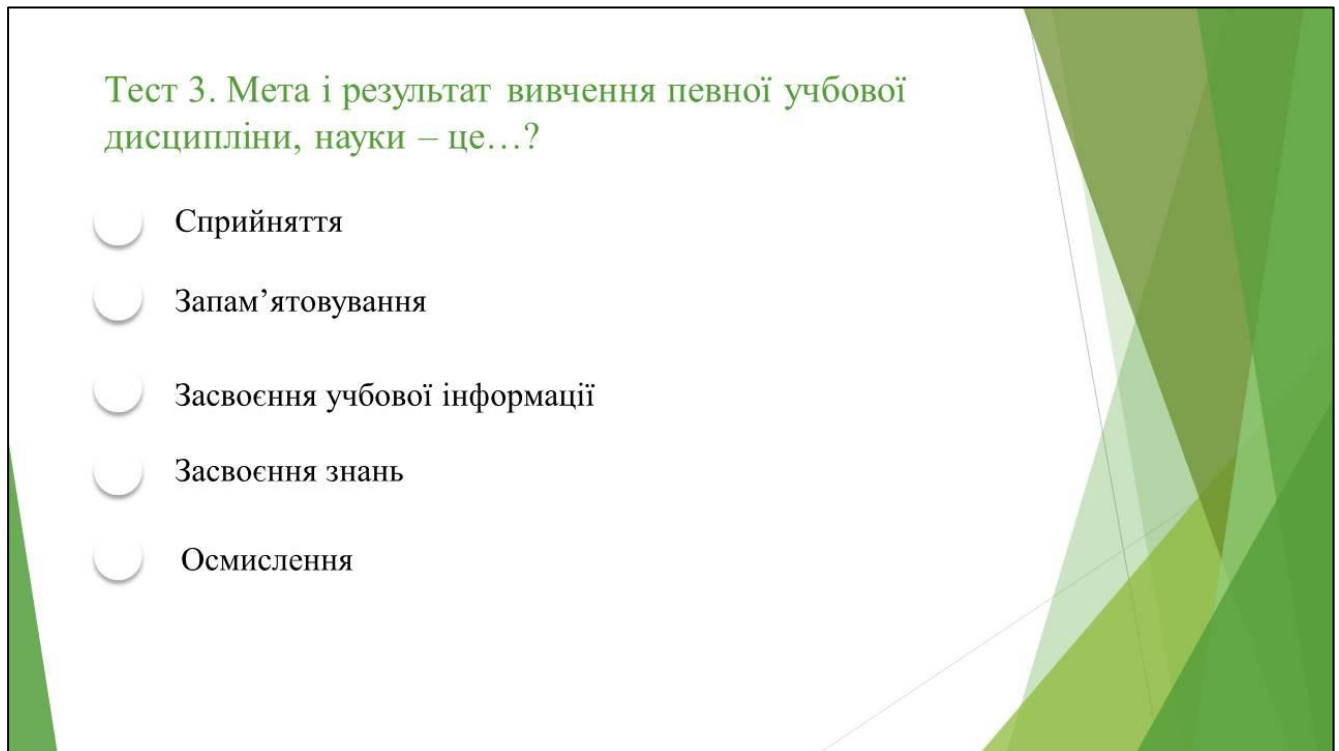 Тест 3. Мета і результат вивчення певної учбової
дисципліни, науки – це…?
Сприйняття
Запам’ятовування
Засвоєння учбової інформації
Засвоєння знань
Осмислення